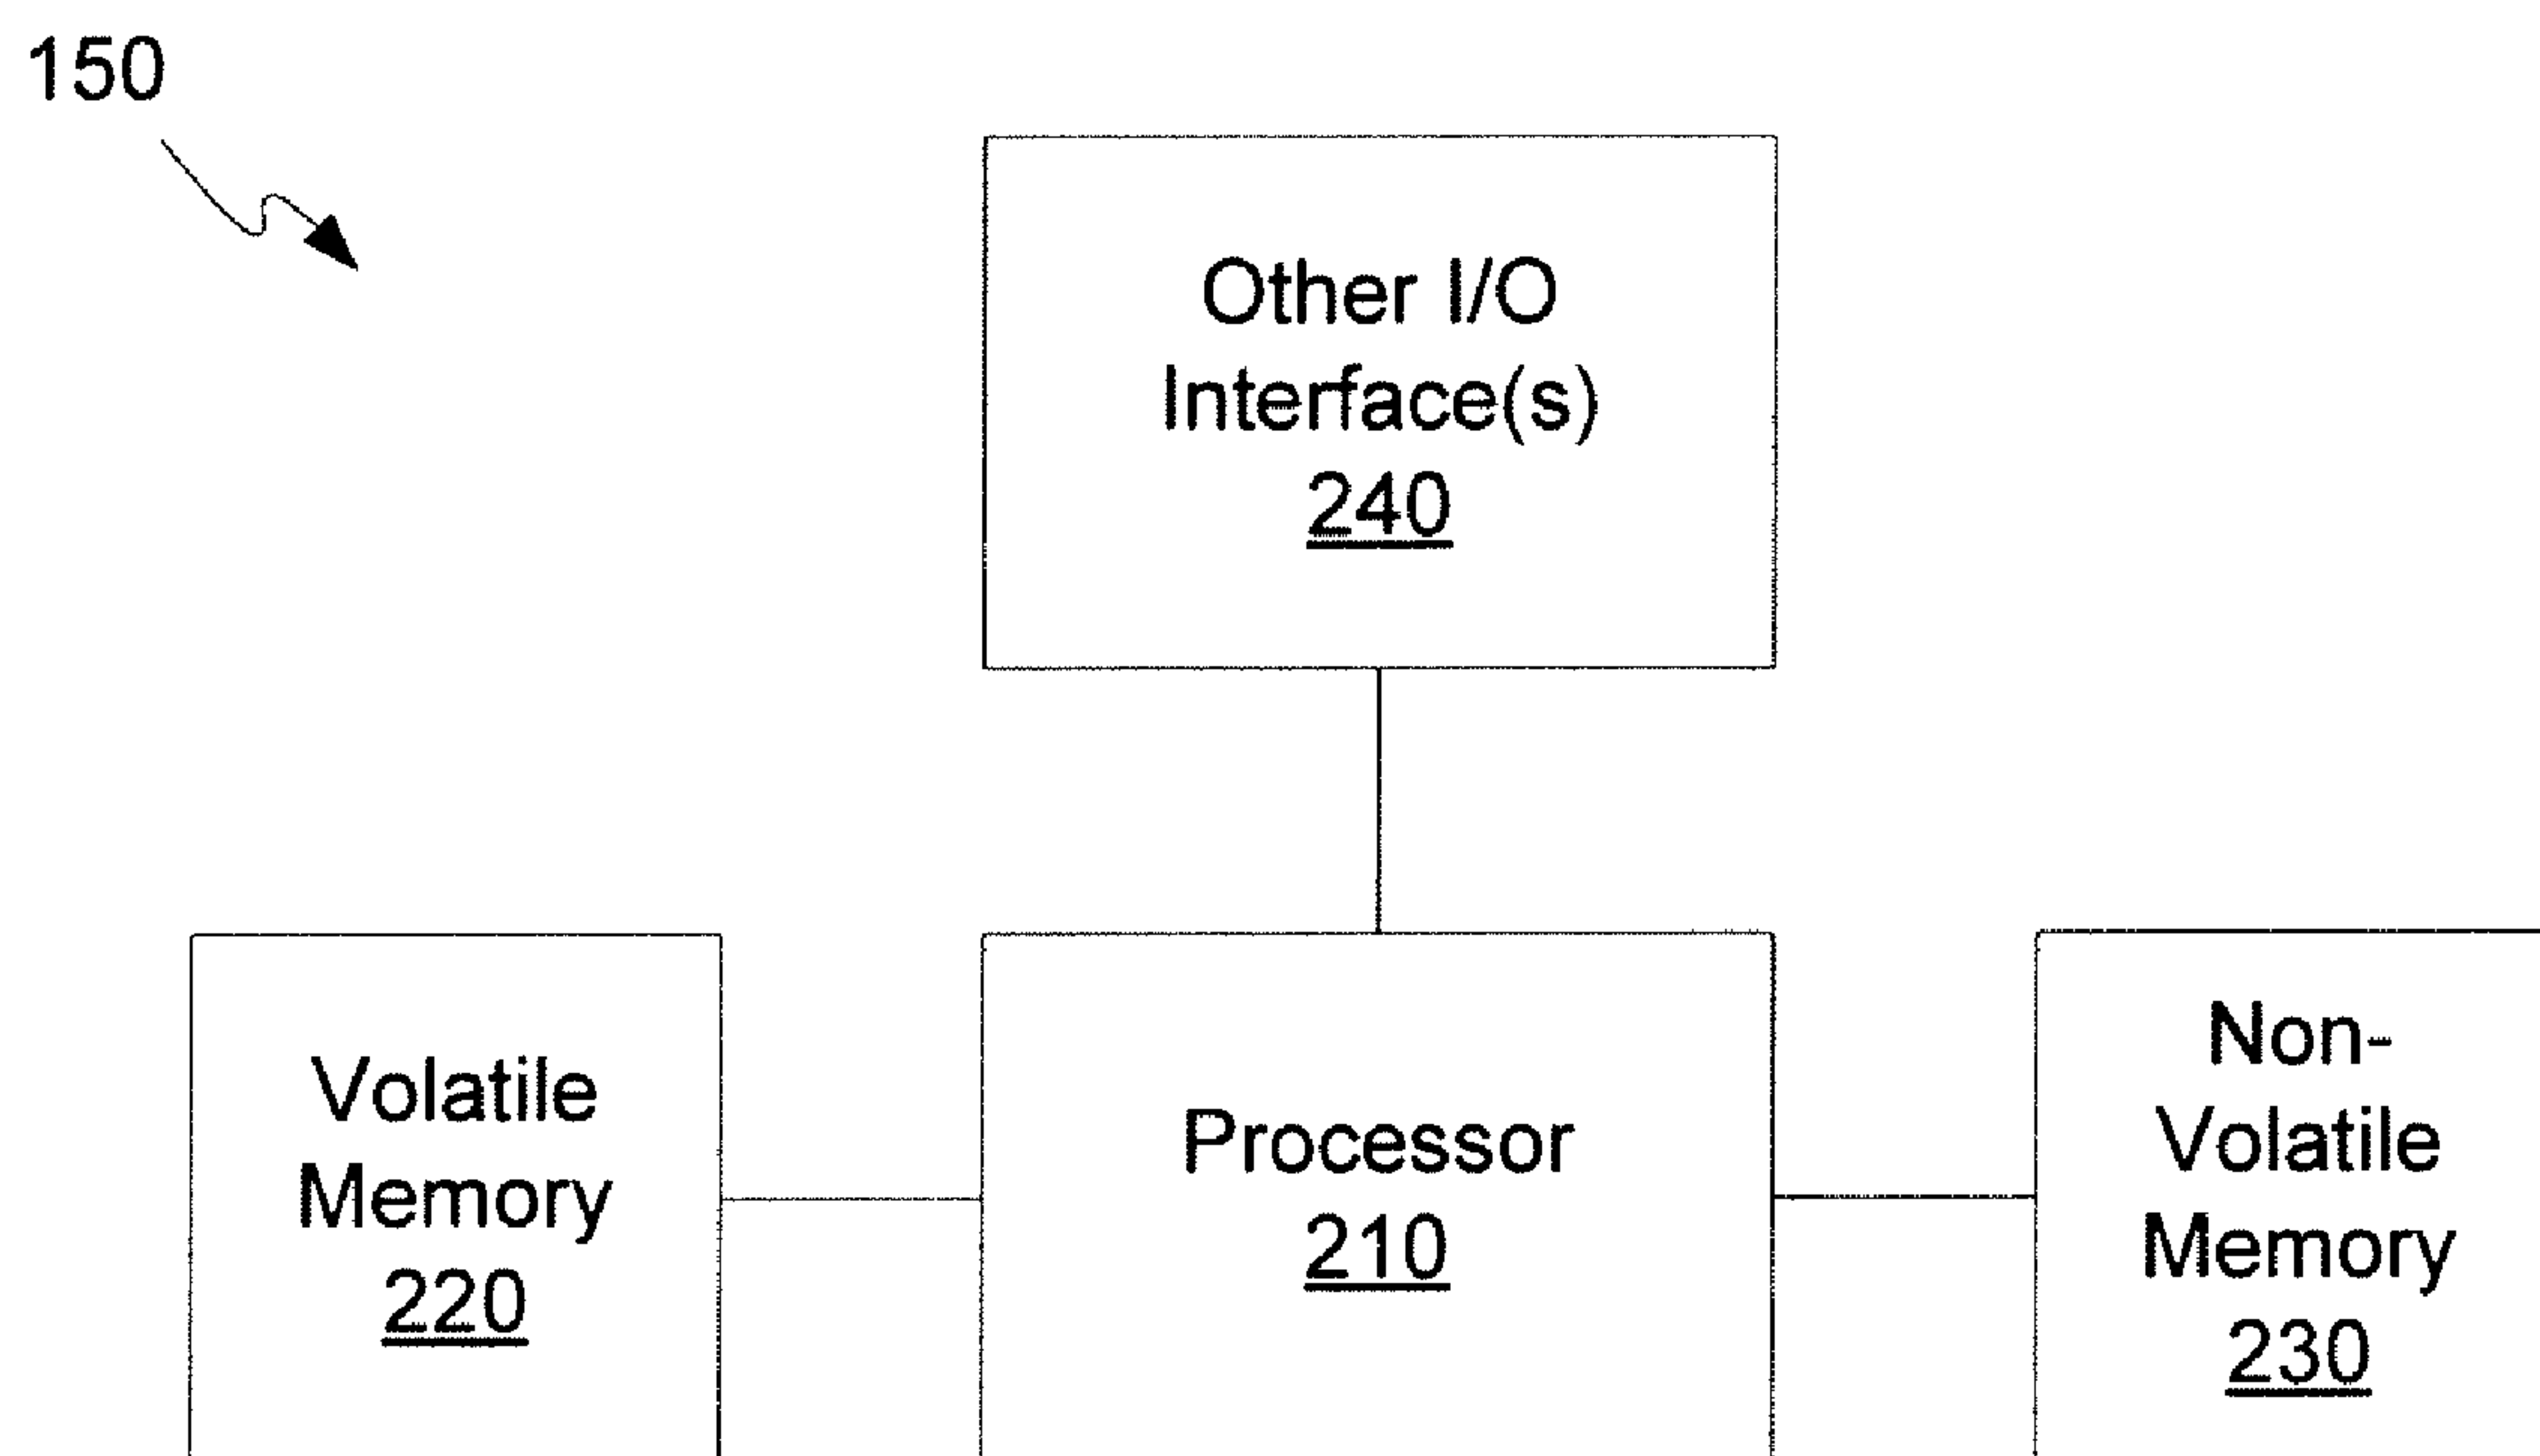 150
Other I/O
Interface(s)
240
Volatile
Memory
220
Processor
210
Non-
Volatile
Memory
230